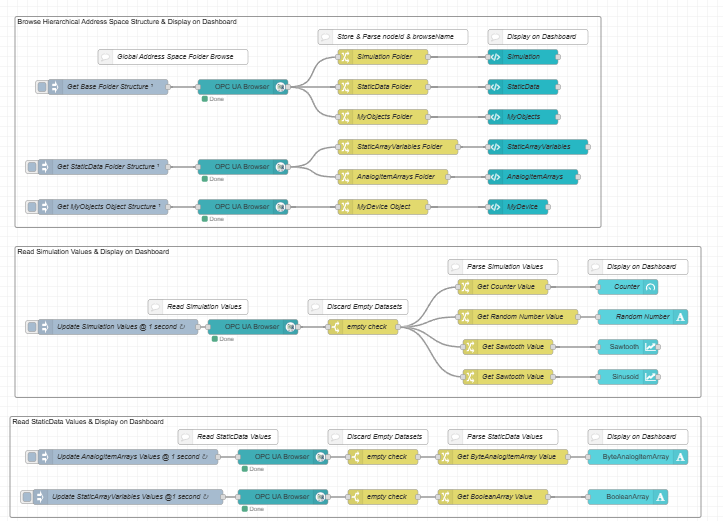 Browse Hierarchical Address Space Structure & Display on Dashboard
Store & Parse nodeId & browseName
Display on Dashboard
Global Address Space Folder Browse
Simulation Folder
Simulation
Get Base Folder Structure ¹
OPC UA Browser
Done
StaticData Folder
StaticData
MyObjects Folder
MyObjects
StaticArrayVariables Folder
StaticArrayVariables
Get StaticData Folder Structure ¹
OPC UA Browser
Done
AnalogItemArrays Folder
AnalogItemArrays
Get MyObjects Object Structure ¹
OPC UA Browser
Done
MyDevice Object
MyDevice
Read Simulation Values & Display on Dashboard
Parse Simulation Values
Display on Dashboard
Get Counter Value
Counter
Read Simulation Values
Discard Empty Datasets
Get Random Number Value
Random Number
Update Simulation Values @ 1 second ↻
OPC UA Browser
Done
empty check
Get Sawtooth Value
Sawtooth
Get Sawtooth Value
Sinusoid
Read StaticData Values & Display on Dashboard
Read StaticData Values
Discard Empty Datasets
Parse StaticData Values
Display on Dashboard
Update AnalogItemArrays Values @ 1 second ↻
OPC UA Browser
Done
empty check
Get ByteAnalogItemArray Value
ByteAnalogItemArray
Update StaticArrayVariables Values @1 second ↻
OPC UA Browser
Done
empty check
Get BooleanArray Value
BooleanArray